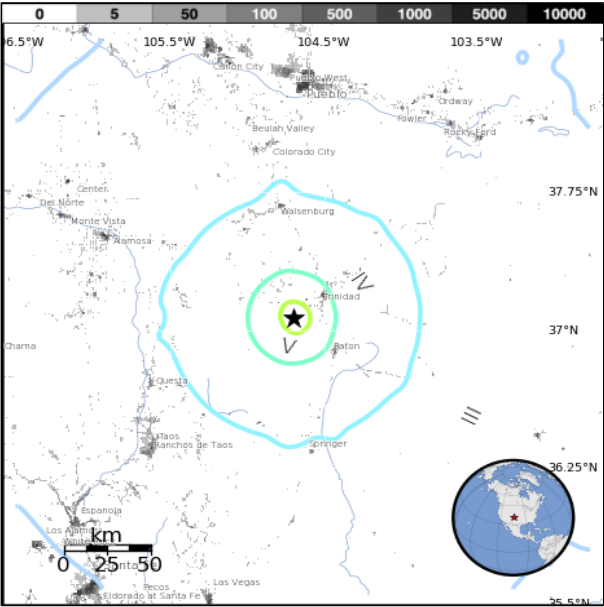 0 5 50 100 500 1000 5000 10000
6.5°W 105.5°W 104.5°W 103.5°W
Cañon City
Pueblo West
Pueblo
Ordway
Fowler
Rocky Ford
Beulah Valley
Colorado City
Center
37.75°N
Del Norte
Monte Vista
Walsenburg
Alamosa
IV
Trinidad
37°N
Chama
V
Raton
Questa
III
Taos
Ranchos de Taos
Springer
36.25°N
Espanola
Los Alamos
White
km
0 25 50
Santa
Pecos
Las Vegas
Eldorado at Santa Fe
35.5°N